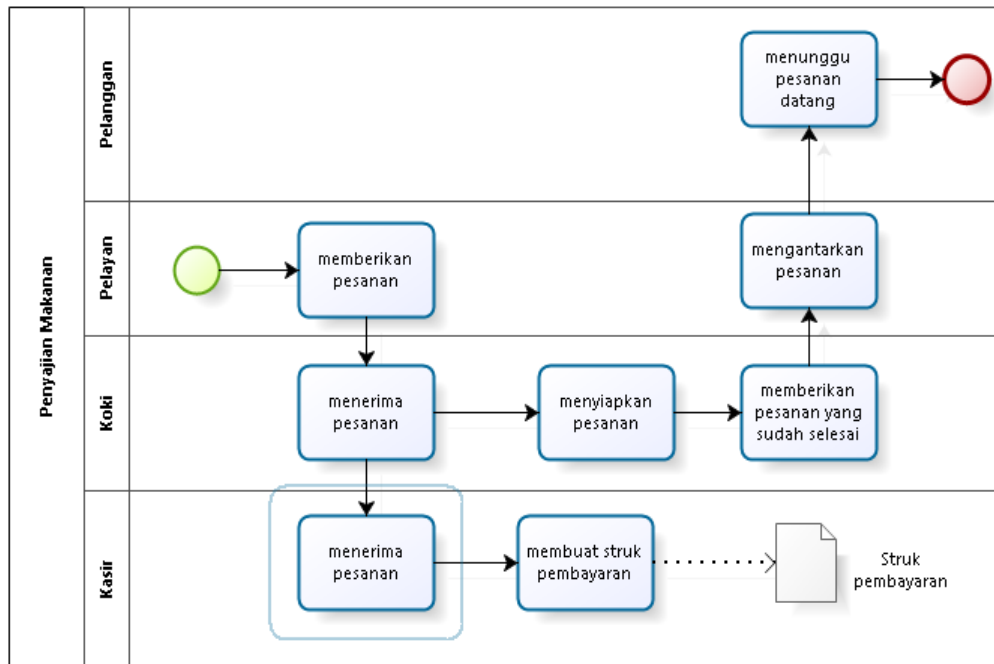 Penyajian Makanan
Pelanggan
menunggu
pesanan
datang
Pelayan
memberikan
pesanan
mengantarkan
pesanan
Koki
menerima
pesanan
menyiapkan
pesanan
memberikan
pesanan yang
sudah selesai
Kasir
menerima
pesanan
membuat struk
pembayaran
Struk
pembayaran